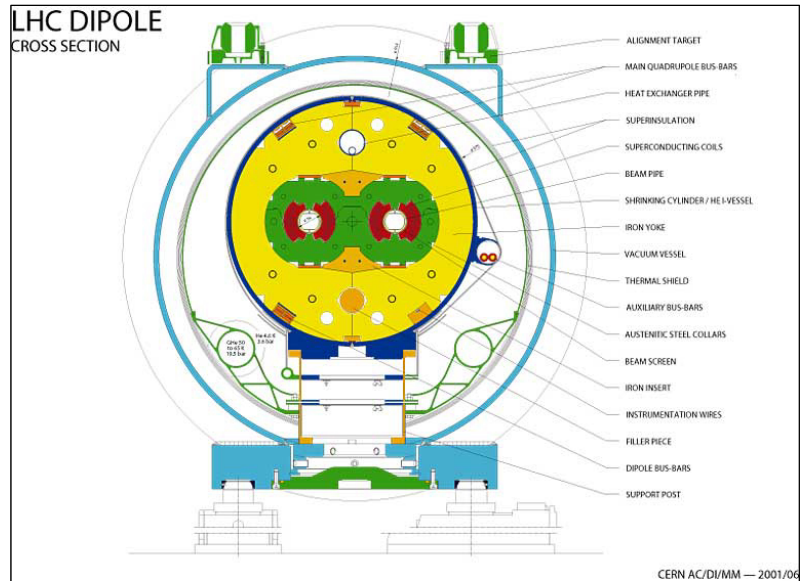 LHC DIPOLE
CROSS SECTION
ALIGNMENT TARGET
MAIN QUADRUPOLE BUS-BARS
HEAT EXCHANGER PIPE
SUPERINSULATION
SUPERCONDUCTING COILS
BEAM PIPE
SHRINKING CYLINDER / HE I-VESSEL
IRON YOKE
VACUUM VESSEL
THERMAL SHIELD
AUXILIARY BUS-BARS
AUSTENITIC STEEL COLLARS
BEAM SCREEN
IRON INSERT
INSTRUMENTATION WIRES
FILLER PIECE
DIPOLE BUS-BARS
SUPPORT POST
CERN AC/DI/MM — 2001/06